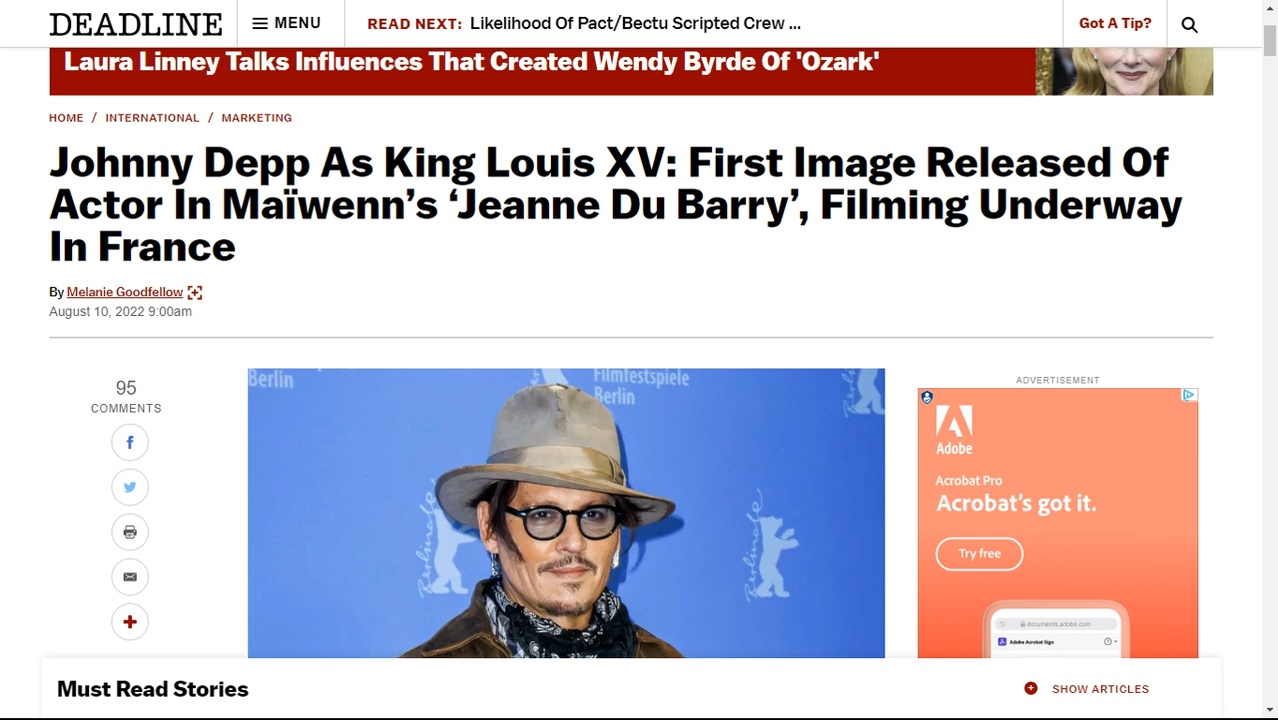 DEADLINE
MENU
READ NEXT: Likelihood Of Pact/Bectu Scripted Crew ...
Got A Tip?
Laura Linney Talks Influences That Created Wendy Byrde Of 'Ozark'
HOME / INTERNATIONAL / MARKETING
Johnny Depp As King Louis XV: First Image Released Of
Actor In Maïwenn’s ‘Jeanne Du Barry’, Filming Underway
In France
By Melanie Goodfellow
August 10, 2022 9:00am
95
COMMENTS
Berlin
Filmfestspiele
Berlin
Berlinale
Berlinale
ADVERTISEMENT
Adobe
Acrobat Pro
Acrobat’s got it.
Try free
documents.adobe.com
Adobe Acrobat Sign
Must Read Stories
SHOW ARTICLES